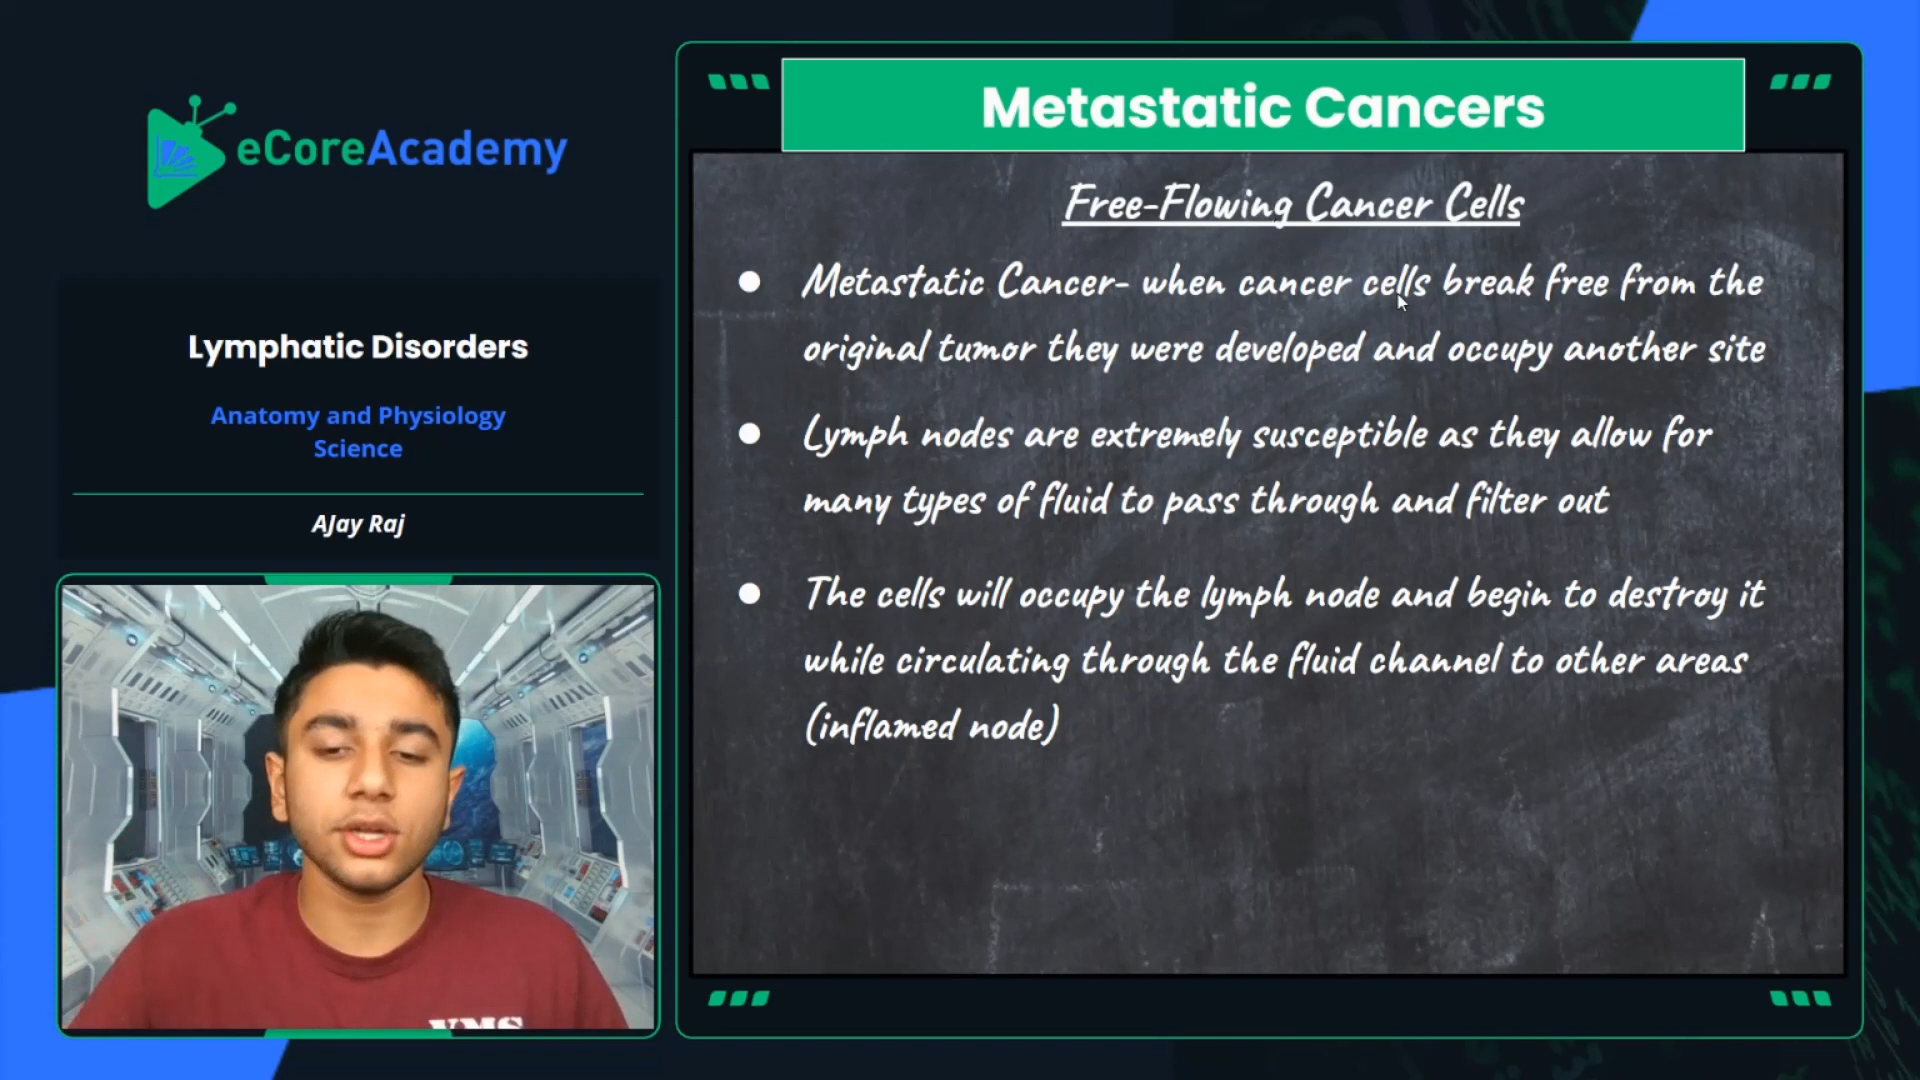 eCoreAcademy
Lymphatic Disorders
Anatomy and Physiology
Science
AJay Raj
Metastatic Cancers
Free-Flowing Cancer Cells
● Metastatic Cancer- when cancer cells break free from the
original tumor they were developed and occupy another site
● Lymph nodes are extremely susceptible as they allow for
many types of fluid to pass through and filter out
● The cells will occupy the lymph node and begin to destroy it
while circulating through the fluid channel to other areas
(inflamed node)